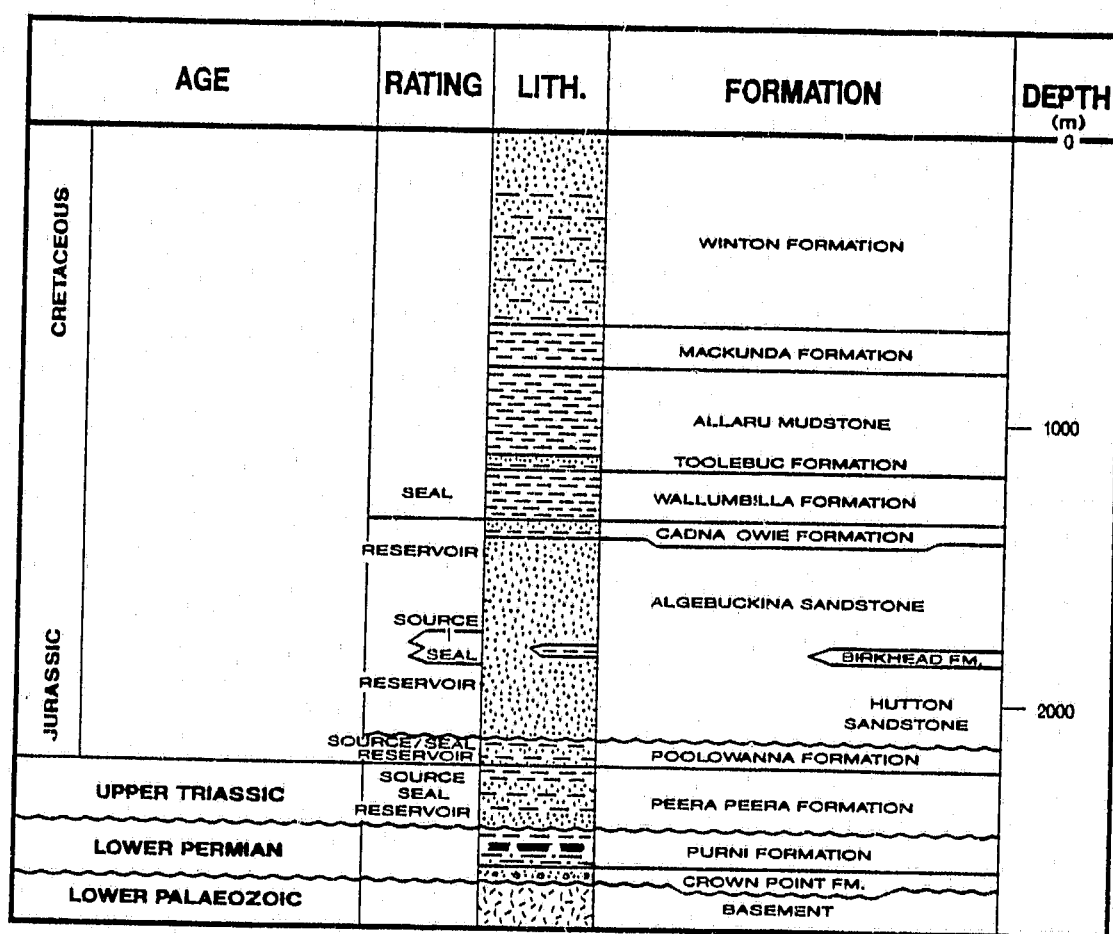 AGE RATING LITH. FORMATION DEPTH
(m)
0
CRETACEOUS
WINTON FORMATION
MACKUNDA FORMATION
ALLARU MUDSTONE
1000
TOOLEBUC FORMATION
SEAL
WALLUMBILLA FORMATION
CADNA OWIE FORMATION
RESERVOIR
ALGEBUCKINA SANDSTONE
SOURCE
SEAL
BIRKHEAD FM.
JURASSIC
RESERVOIR
HUTTON
SANDSTONE
2000
SOURCE/SEAL
RESERVOIR
POOLOWANNA FORMATION
UPPER TRIASSIC
SOURCE
SEAL
RESERVOIR
PEERA PEERA FORMATION
LOWER PERMIAN
PURNI FORMATION
CROWN POINT FM.
LOWER PALAEOZOIC
BASEMENT